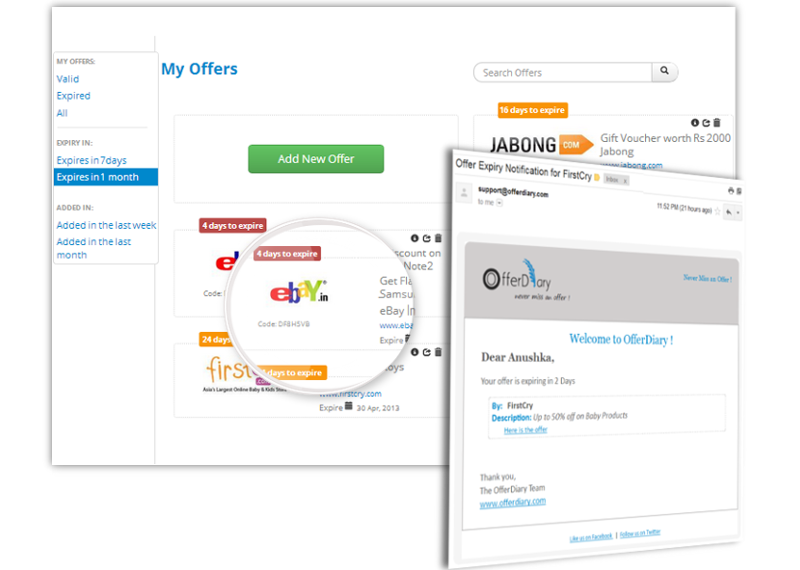 MY OFFERS:
Valid
Expired
All
EXPIRY IN:
Expires in 7days
Expires in 1 month
ADDED IN:
Added in the last week
Added in the last
month
My Offers
Search Offers
Add New Offer
16 days to expire
JABONG.COM
Gift Voucher worth Rs 2000
Jabong
www.jabong.com
4 days to expire
Code:
4 days to expire
ebay.in
Code: DF8H5VB
iscount on
Note2
Get Fla
Samsu
eBay In
www.eba
Expire
24 da
days to expire
firstc
Asia's Largest Online Baby & Kids
oys
www.firstcry.com
Expire 30 Apr, 2013
Offer Expiry Notification for FirstCry Inbox x
support@offerdiary.com
to me
11:52 PM (21 hours ago)
OfferDiary
never miss an offer !
Never Miss an Offer !
Welcome to OfferDiary !
Dear Anushka,
Your offer is expiring in 2 Days
By: FirstCry
Description: Up to 50% off on Baby Products
Here is the offer
Thank you,
The OfferDiary Team
www.offerdiary.com
Like us on Facebook | Follow us on Twitter